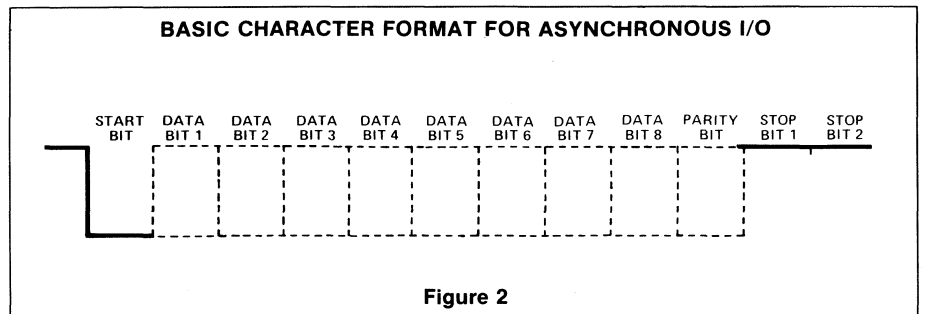 BASIC CHARACTER FORMAT FOR ASYNCHRONOUS I/O
START DATA DATA DATA DATA DATA DATA DATA DATA PARITY STOP STOP
BIT BIT 1 BIT 2 BIT 3 BIT 4 BIT 5 BIT 6 BIT 7 BIT 8 BIT BIT 1 BIT 2
Figure 2